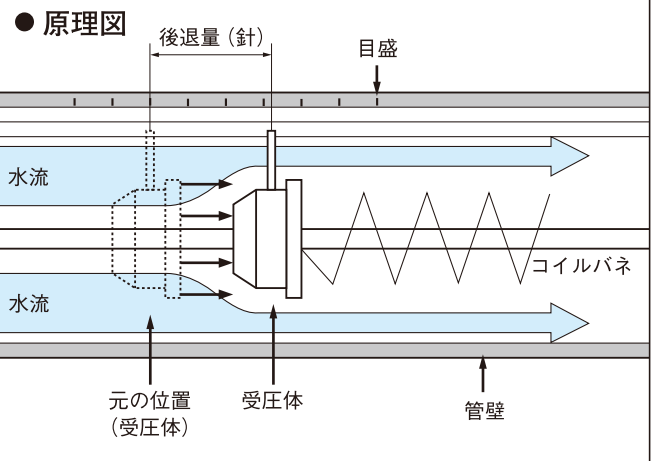 ● 原理図
後退量（針）
目盛
水流
コイルバネ
水流
元の位置
（受圧体）
受圧体
管壁